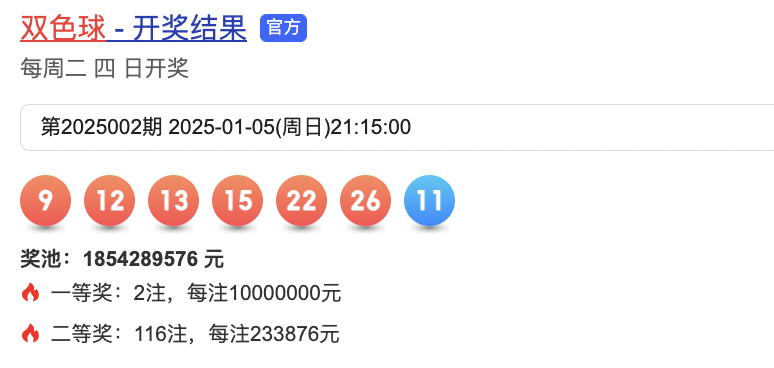 双色球 - 开奖结果 官方
每周二 四 日开奖
第2025002期 2025-01-05(周日)21:15:00
9 12 13 15 22 26 11
奖池：1854289576 元
一等奖：2注，每注10000000元
二等奖：116注，每注233876元